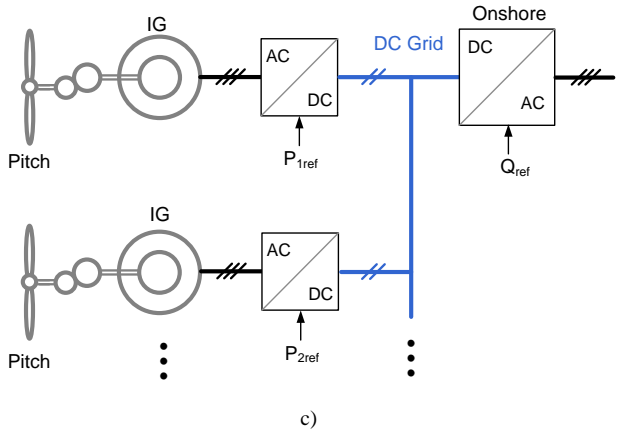 Onshore
IG
DC Grid
AC
DC
DC
AC
Pitch
P1ref
Qref
IG
AC
DC
Pitch
P2ref
c)